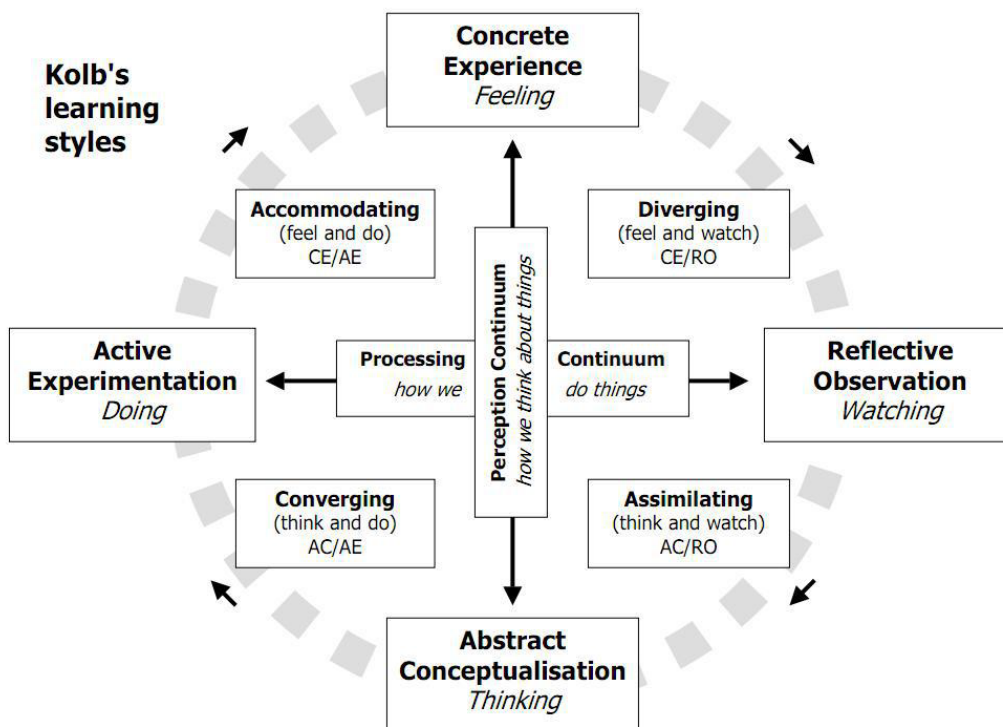 Kolb's
learning
styles
Concrete
Experience
Feeling
Accommodating
(feel and do)
CE/AE
Diverging
(feel and watch)
CE/RO
Active
Experimentation
Doing
Processing
how we
Perception Continuum
how we think about things
Continuum
do things
Reflective
Observation
Watching
Converging
(think and do)
AC/AE
Assimilating
(think and watch)
AC/RO
Abstract
Conceptualisation
Thinking